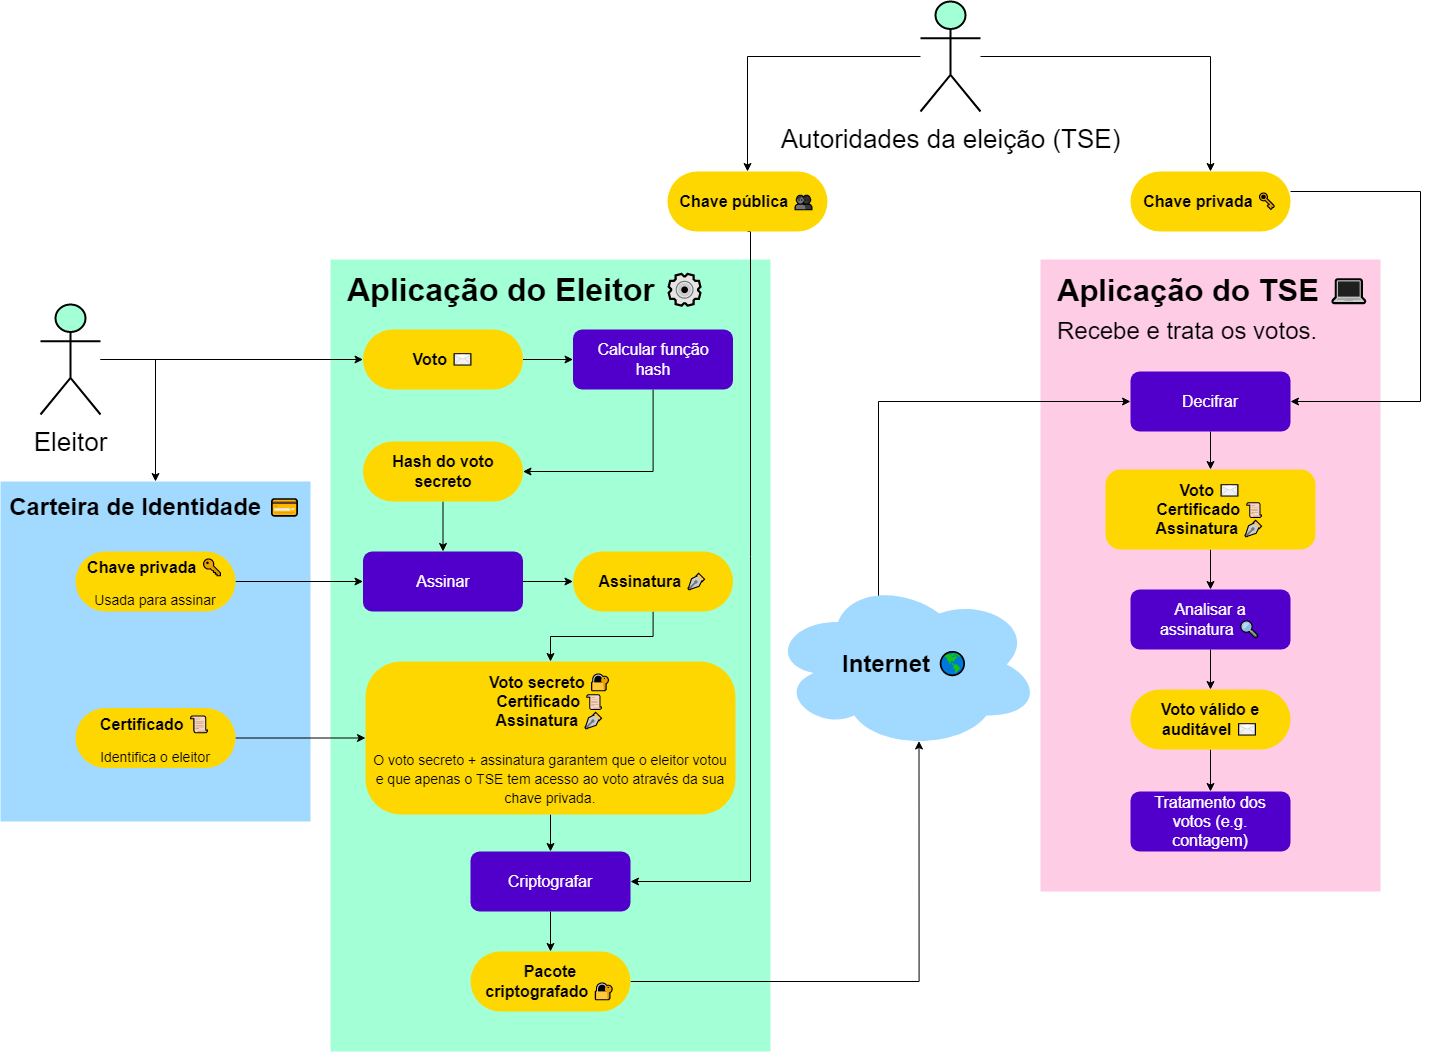 Autoridades da eleição (TSE)
Chave pública
Chave privada
Aplicação do Eleitor
Voto
Calcular função
hash
Hash do voto
secreto
Eleitor
Carteira de Identidade
Chave privada
Usada para assinar
Certificado
Identifica o eleitor
Assinar
Assinatura
Voto secreto
Certificado
Assinatura
O voto secreto + assinatura garantem que o eleitor votou
e que apenas o TSE tem acesso ao voto através da sua
chave privada.
Criptografar
Pacote
criptografado
Internet
Aplicação do TSE
Recebe e trata os votos.
Decifrar
Voto
Certificado
Assinatura
Analisar a
assinatura
Voto válido e
auditável
Tratamento dos
votos (e.g.
contagem)